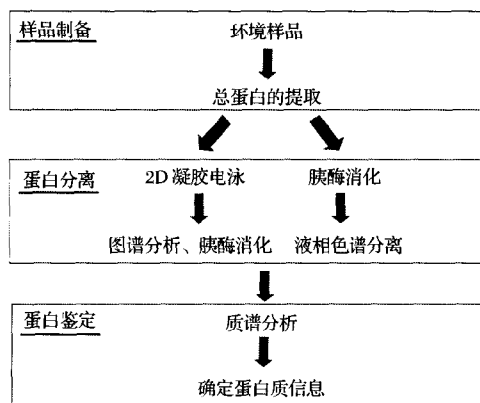 样品制备
环境样品
总蛋白的提取
蛋白分离
2D 凝胶电泳
胰酶消化
图谱分析、胰酶消化
液相色谱分离
蛋白鉴定
质谱分析
确定蛋白质信息